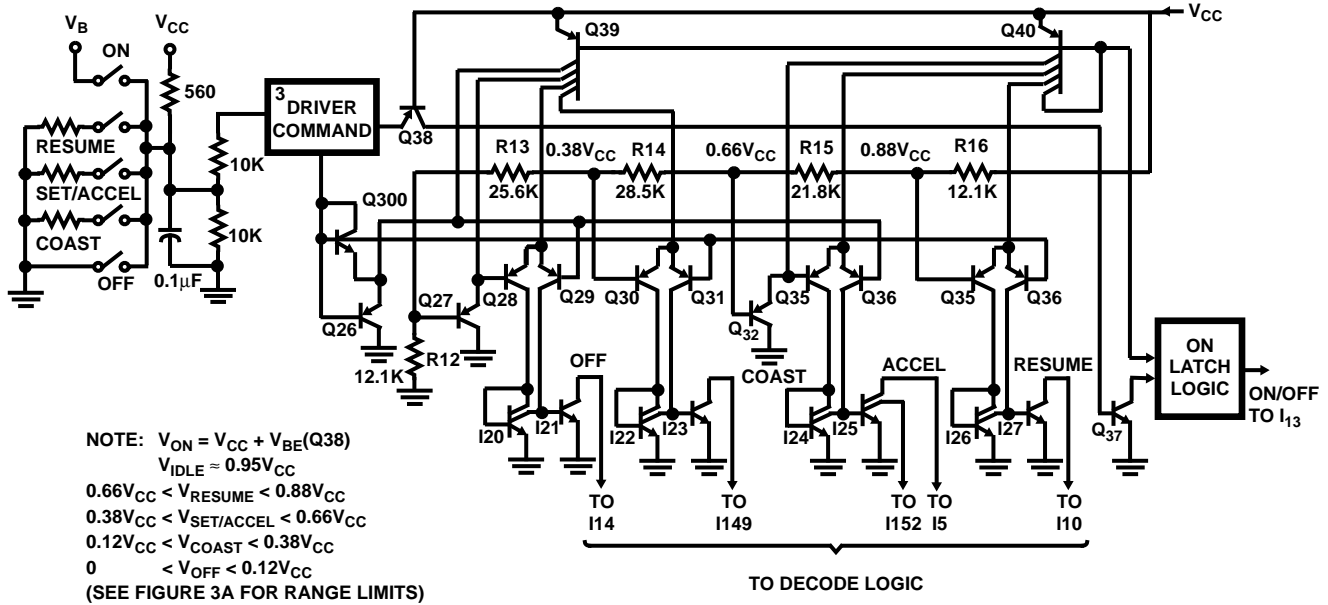 V_B
V_CC
ON
560
RESUME
SET/ACCEL
COAST
OFF
0.1µF
10K
10K
3
DRIVER
COMMAND
Q38
Q39
Q40
V_CC
R13
25.6K
0.38V_CC
R14
28.5K
0.66V_CC
R15
21.8K
0.88V_CC
R16
12.1K
Q300
Q26
Q27
R12
12.1K
Q28
Q29
Q30
Q31
Q_32
Q35
Q36
Q35
Q36
OFF
COAST
ACCEL
RESUME
I20
I21
I22
I23
I24
I25
I26
I27
Q_37
ON
LATCH
LOGIC
ON/OFF
TO I_13
TO
I14
TO
I149
TO
I152
TO
I5
TO
I10
TO DECODE LOGIC
NOTE: V_ON = V_CC + V_BE(Q38)
V_IDLE ≈ 0.95V_CC
0.66V_CC < V_RESUME < 0.88V_CC
0.38V_CC < V_SET/ACCEL < 0.66V_CC
0.12V_CC < V_COAST < 0.38V_CC
0 < V_OFF < 0.12V_CC
(SEE FIGURE 3A FOR RANGE LIMITS)